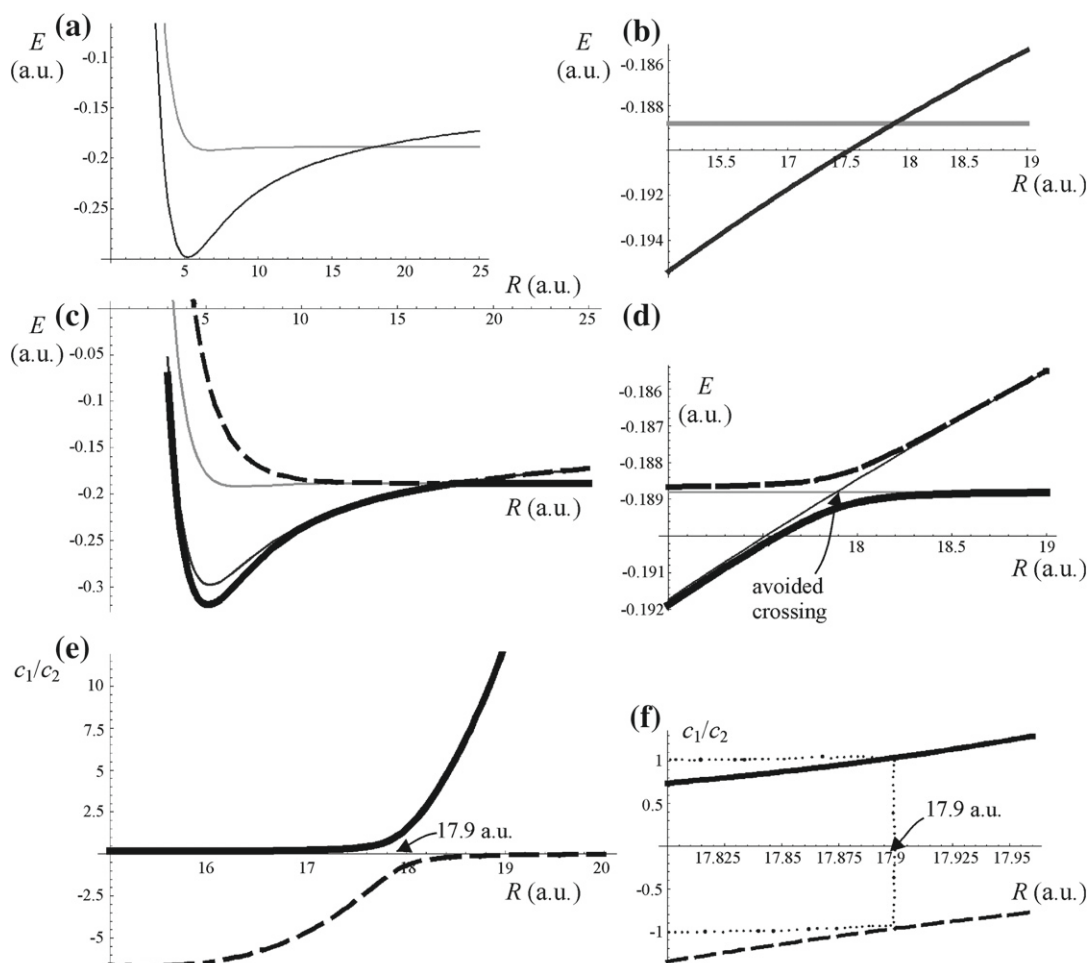 (a)
E
(a.u.)
-0.1
-0.15
-0.2
-0.25
5 10 15 20 25
R (a.u.)
(b)
E
(a.u.)
-0.186
-0.188
-0.192
-0.194
15.5 17 17.5 18 18.5 19
R (a.u.)
(c)
E
(a.u.)
5 10 15 20 25
-0.05
-0.1
-0.15
-0.2
-0.25
-0.3
R (a.u.)
(d)
E
(a.u.)
-0.186
-0.187
-0.188
-0.189
-0.191
-0.192
18 18.5 19
R (a.u.)
avoided
crossing
(e)
c1/c2
10
7.5
5
2.5
-2.5
-5
16 17 18 19 20
17.9 a.u.
R (a.u.)
(f)
c1/c2
1
0.5
-0.5
-1
17.825 17.85 17.875 17.9 17.925 17.95
17.9 a.u.
R (a.u.)